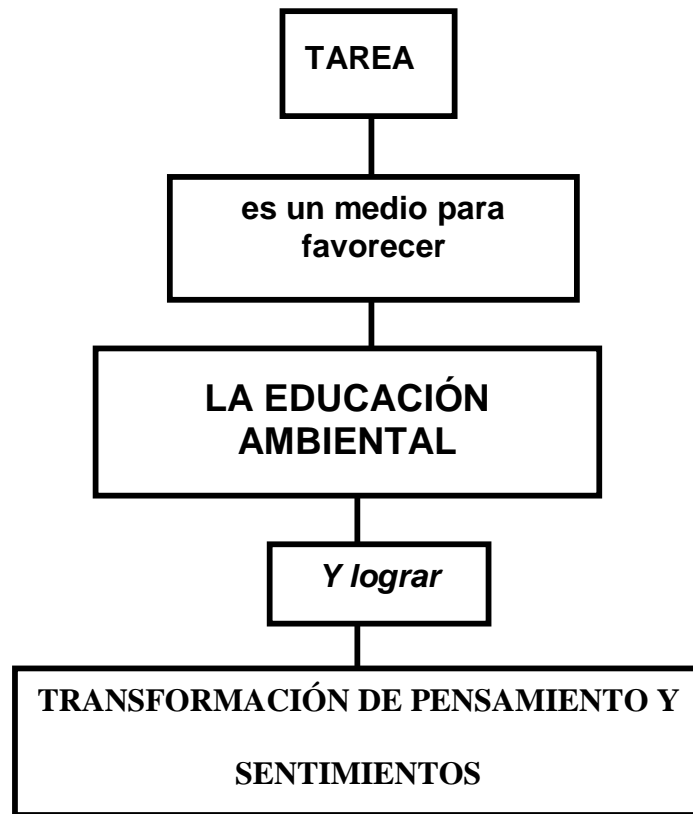 TAREA
es un medio para
favorecer
LA EDUCACIÓN
AMBIENTAL
Y lograr
TRANSFORMACIÓN DE PENSAMIENTO Y
SENTIMIENTOS